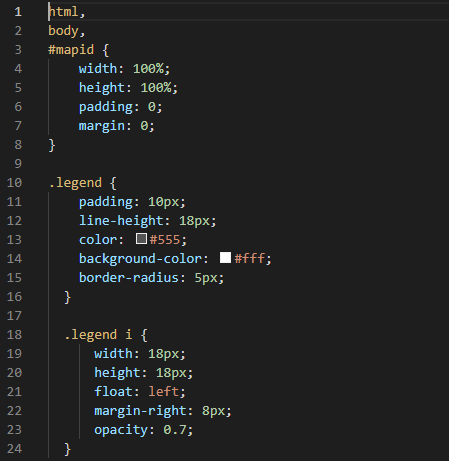 1 html,
2 body,
3 #mapid {
4     width: 100%;
5     height: 100%;
6     padding: 0;
7     margin: 0;
8 }
9
10 .legend {
11     padding: 10px;
12     line-height: 18px;
13     color: #555;
14     background-color: #fff;
15     border-radius: 5px;
16   }
17
18   .legend i {
19       width: 18px;
20       height: 18px;
21       float: left;
22       margin-right: 8px;
23       opacity: 0.7;
24   }